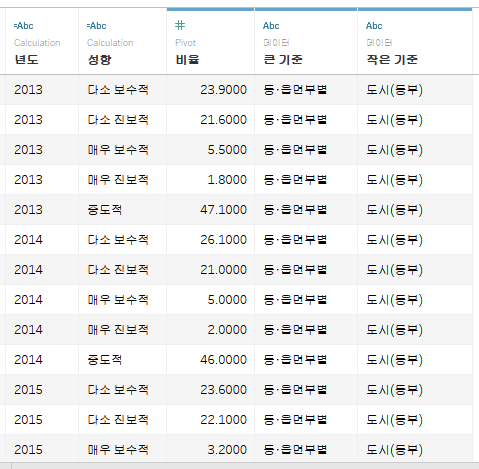 =Abc =Abc # Abc Abc
Calculation Calculation Pivot 데이터 데이터
년도 성향 비율 큰 기준 작은 기준
2013 다소 보수적 23.9000 동·읍면부별 도시(동부)
2013 다소 진보적 21.6000 동·읍면부별 도시(동부)
2013 매우 보수적 5.5000 동·읍면부별 도시(동부)
2013 매우 진보적 1.8000 동·읍면부별 도시(동부)
2013 중도적 47.1000 동·읍면부별 도시(동부)
2014 다소 보수적 26.1000 동·읍면부별 도시(동부)
2014 다소 진보적 21.0000 동·읍면부별 도시(동부)
2014 매우 보수적 5.0000 동·읍면부별 도시(동부)
2014 매우 진보적 2.0000 동·읍면부별 도시(동부)
2014 중도적 46.0000 동·읍면부별 도시(동부)
2015 다소 보수적 23.6000 동·읍면부별 도시(동부)
2015 다소 진보적 22.1000 동·읍면부별 도시(동부)
2015 매우 보수적 3.2000 동·읍면부별 도시(동부)